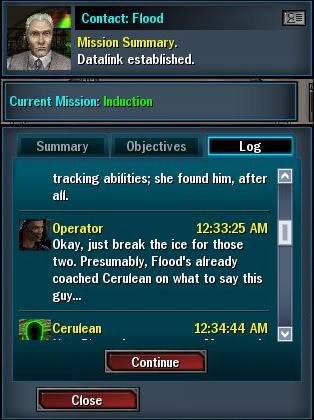 Contact: Flood
Mission Summary.
Datalink established.
Current Mission: Induction
Summary
Objectives
Log
tracking abilities; she found him, after
all.
Operator 12:33:25 AM
Okay, just break the ice for those
two. Presumably, Flood's already
coached Cerulean on what to say this
guy...
Cerulean 12:34:44 AM
Continue
Close